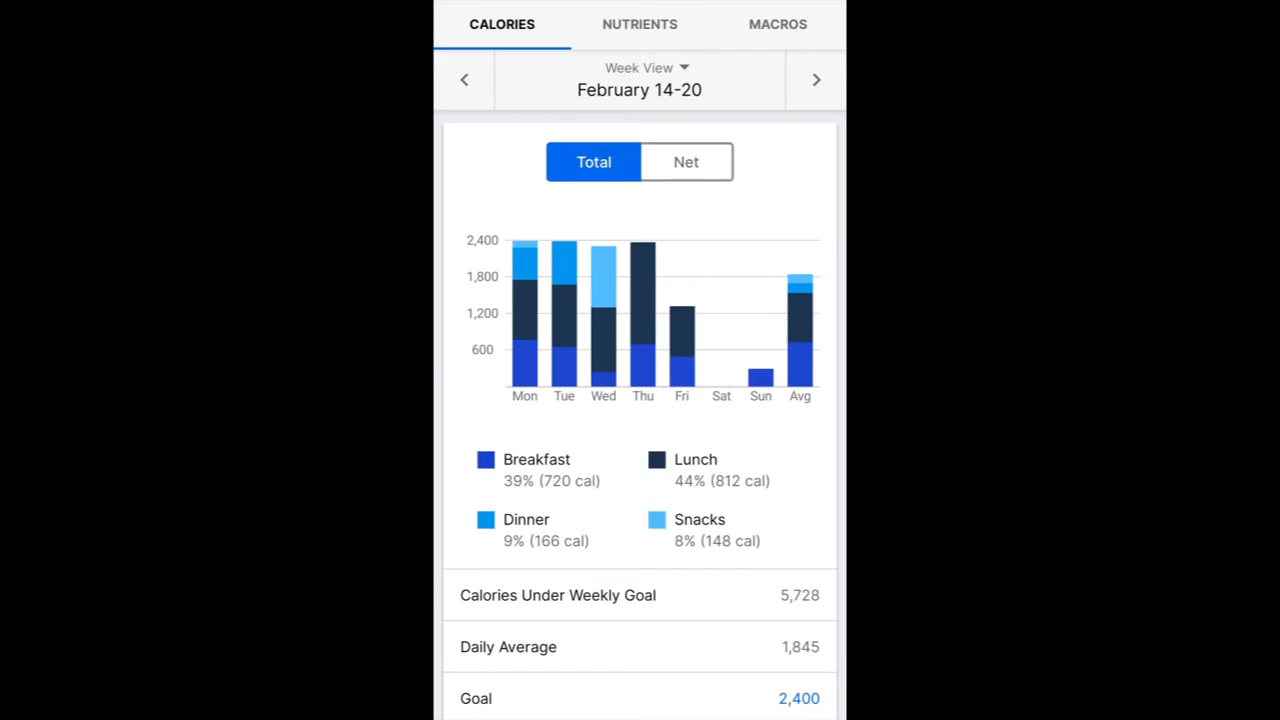 CALORIES NUTRIENTS MACROS
Week View
February 14-20
Total Net
2,400
1,800
1,200
600
Mon Tue Wed Thu Fri Sat Sun Avg
Breakfast Lunch
39% (720 cal) 44% (812 cal)
Dinner Snacks
9% (166 cal) 8% (148 cal)
Calories Under Weekly Goal 5,728
Daily Average 1,845
Goal 2,400